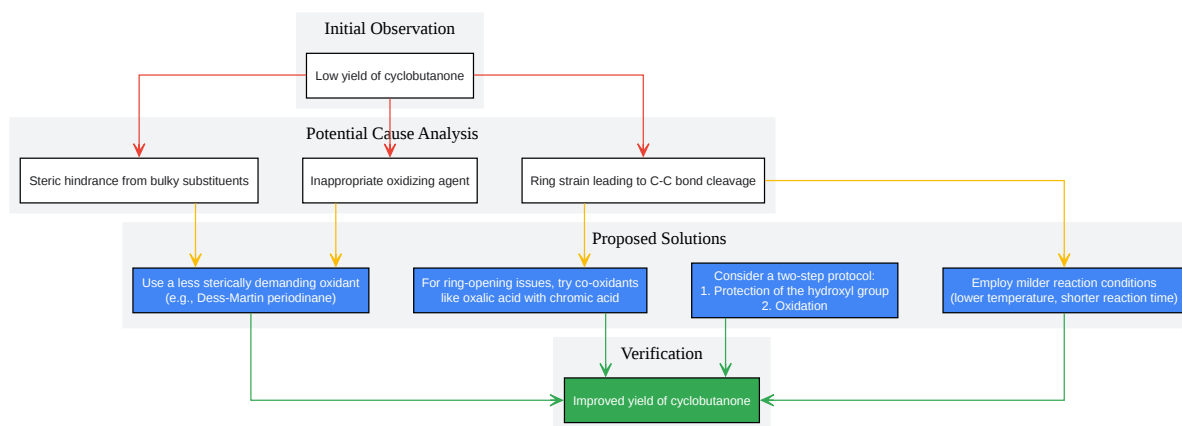 Initial Observation
Low yield of cyclobutanone
Potential Cause Analysis
Steric hindrance from bulky substituents
Inappropriate oxidizing agent
Ring strain leading to C-C bond cleavage
Proposed Solutions
Use a less sterically demanding oxidant
(e.g., Dess-Martin periodinane)
For ring-opening issues, try co-oxidants
like oxalic acid with chromic acid
Consider a two-step protocol:
1. Protection of the hydroxyl group
2. Oxidation
Employ milder reaction conditions
(lower temperature, shorter reaction time)
Verification
Improved yield of cyclobutanone